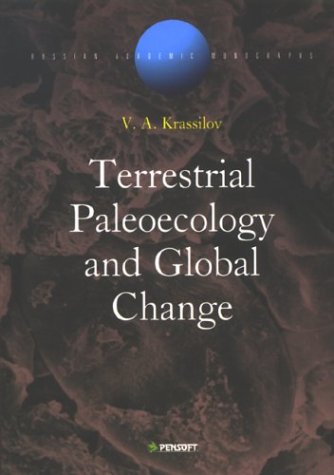 RUSSIAN ACADEMIC MONOGRAPHS
V. A. Krassilov
Terrestrial
Paleoecology
and Global
Change
PENSOFT